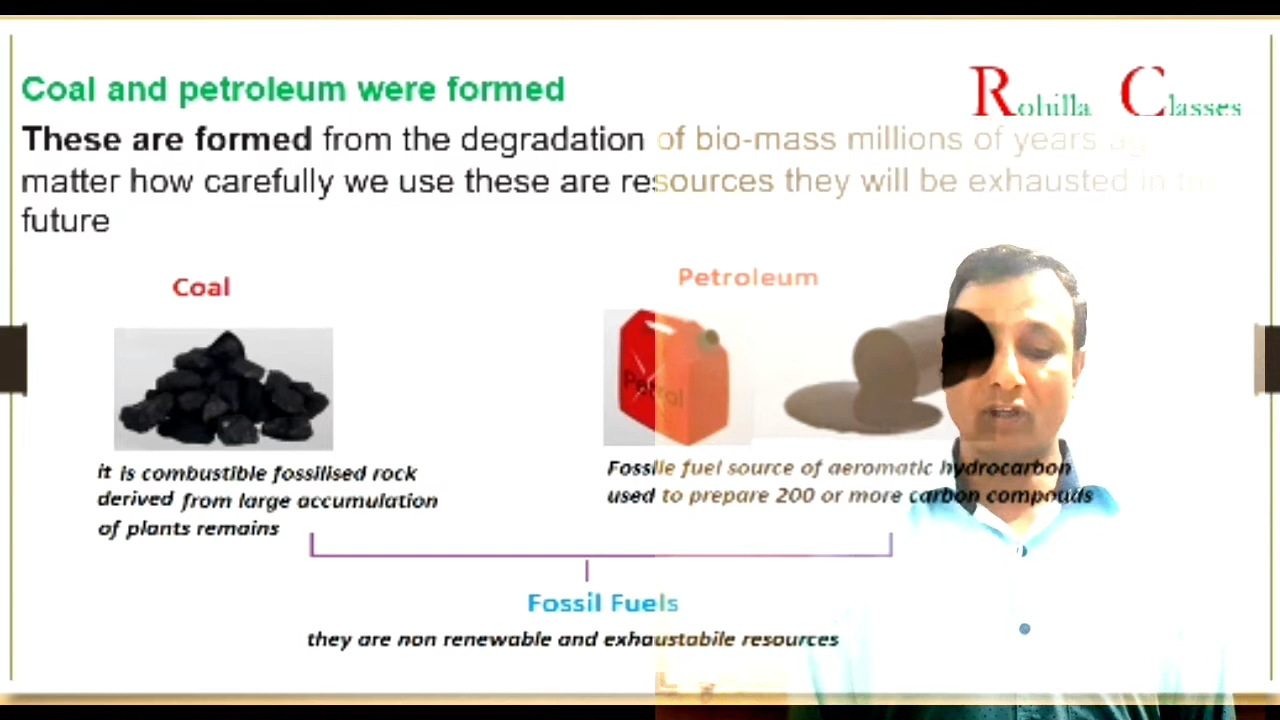 Coal and petroleum were formed
Rohilla Classes
These are formed from the degradation of bio-mass millions of years
matter how carefully we use these are resources they will be exhausted in
future
Coal
Petroleum
Petrol
it is combustible fossilised rock
derived from large accumulation
of plants remains
Fossile fuel source of aeromatic hydrocarbon
used to prepare 200 or more carbon compouds
Fossil Fuels
they are non renewable and exhaustabile resources